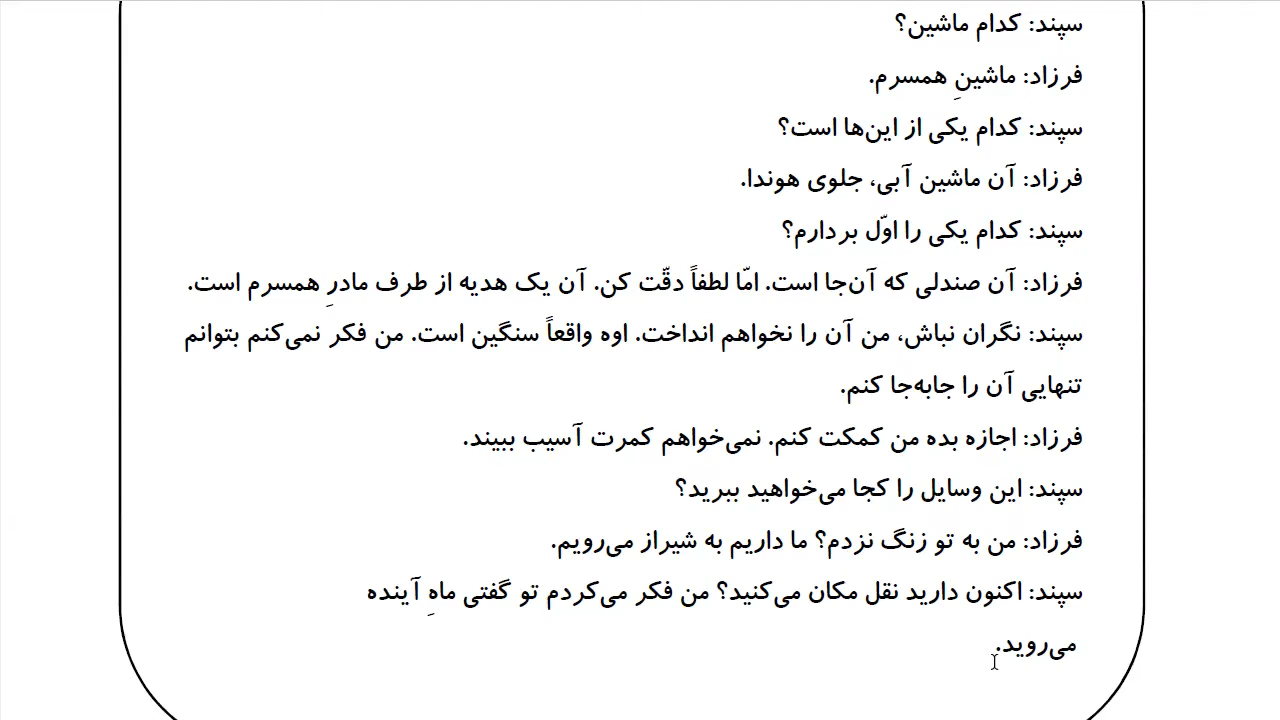 سپند: کدام ماشین؟
فرزاد: ماشینِ همسرم.
سپند: کدام یکی از این‌ها است؟
فرزاد: آن ماشین آبی، جلوی هوندا.
سپند: کدام یکی را اوّل بردارم؟
فرزاد: آن صندلی که آن‌جا است. امّا لطفاً دقّت کن. آن یک هدیه از طرف مادرِ همسرم است.
سپند: نگران نباش، من آن را نخواهم انداخت. اوه واقعاً سنگین است. من فکر نمی‌کنم بتوانم
تنهایی آن را جابه‌جا کنم.
فرزاد: اجازه بده من کمکت کنم. نمی‌خواهم کمرت آسیب ببیند.
سپند: این وسایل را کجا می‌خواهید ببرید؟
فرزاد: من به تو زنگ نزدم؟ ما داریم به شیراز می‌رویم.
سپند: اکنون دارید نقل مکان می‌کنید؟ من فکر می‌کردم تو گفتی ماهِ آینده
می‌روید.